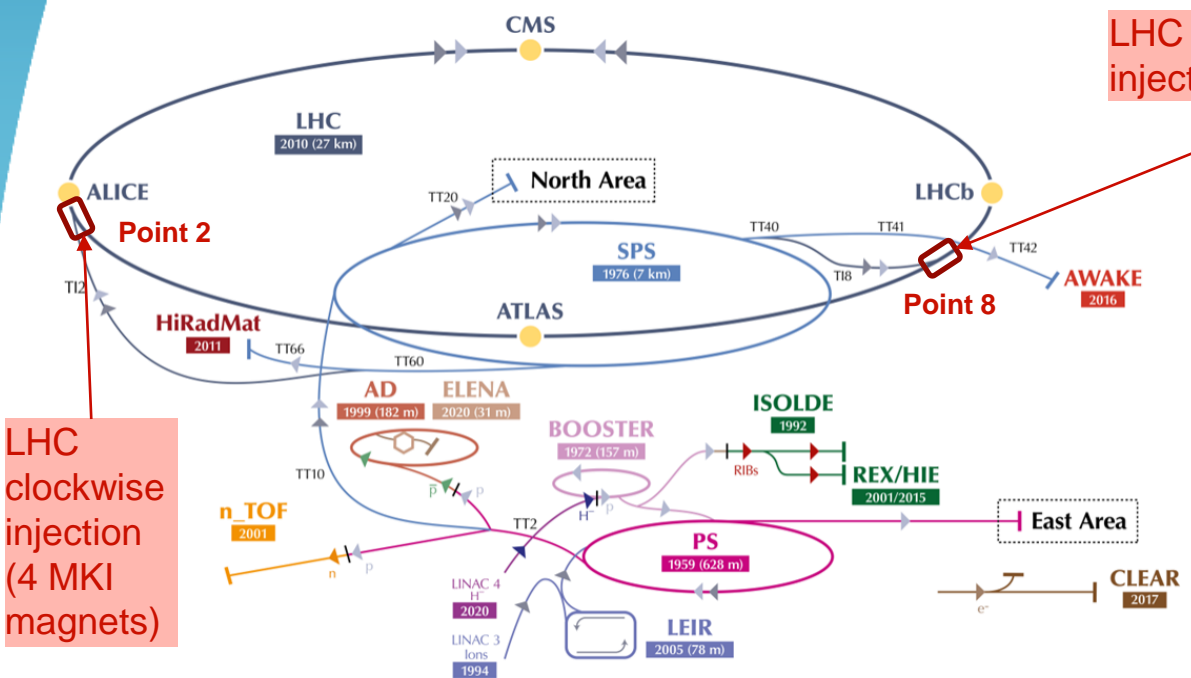 CMS
LHC
inject
LHC
2010 (27 km)
ALICE
North Area
LHCb
TT20
Point 2
SPS
1976 (7 km)
TT40
TT41
TT42
TI8
AWAKE
2016
TI2
Point 8
ATLAS
HiRadMat
2011
TT66
TT60
AD
1999 (182 m)
ELENA
2020 (31 m)
ISOLDE
1992
BOOSTER
1972 (157 m)
RIBs
REX/HIE
2001/2015
LHC
clockwise
injection
(4 MKI
magnets)
TT10
p̅
p
H⁻
p
n_TOF
2001
TT2
East Area
n
p
PS
1959 (628 m)
LINAC 4
H⁻
2020
CLEAR
2017
e⁻
LINAC 3
Ions
1994
LEIR
2005 (78 m)